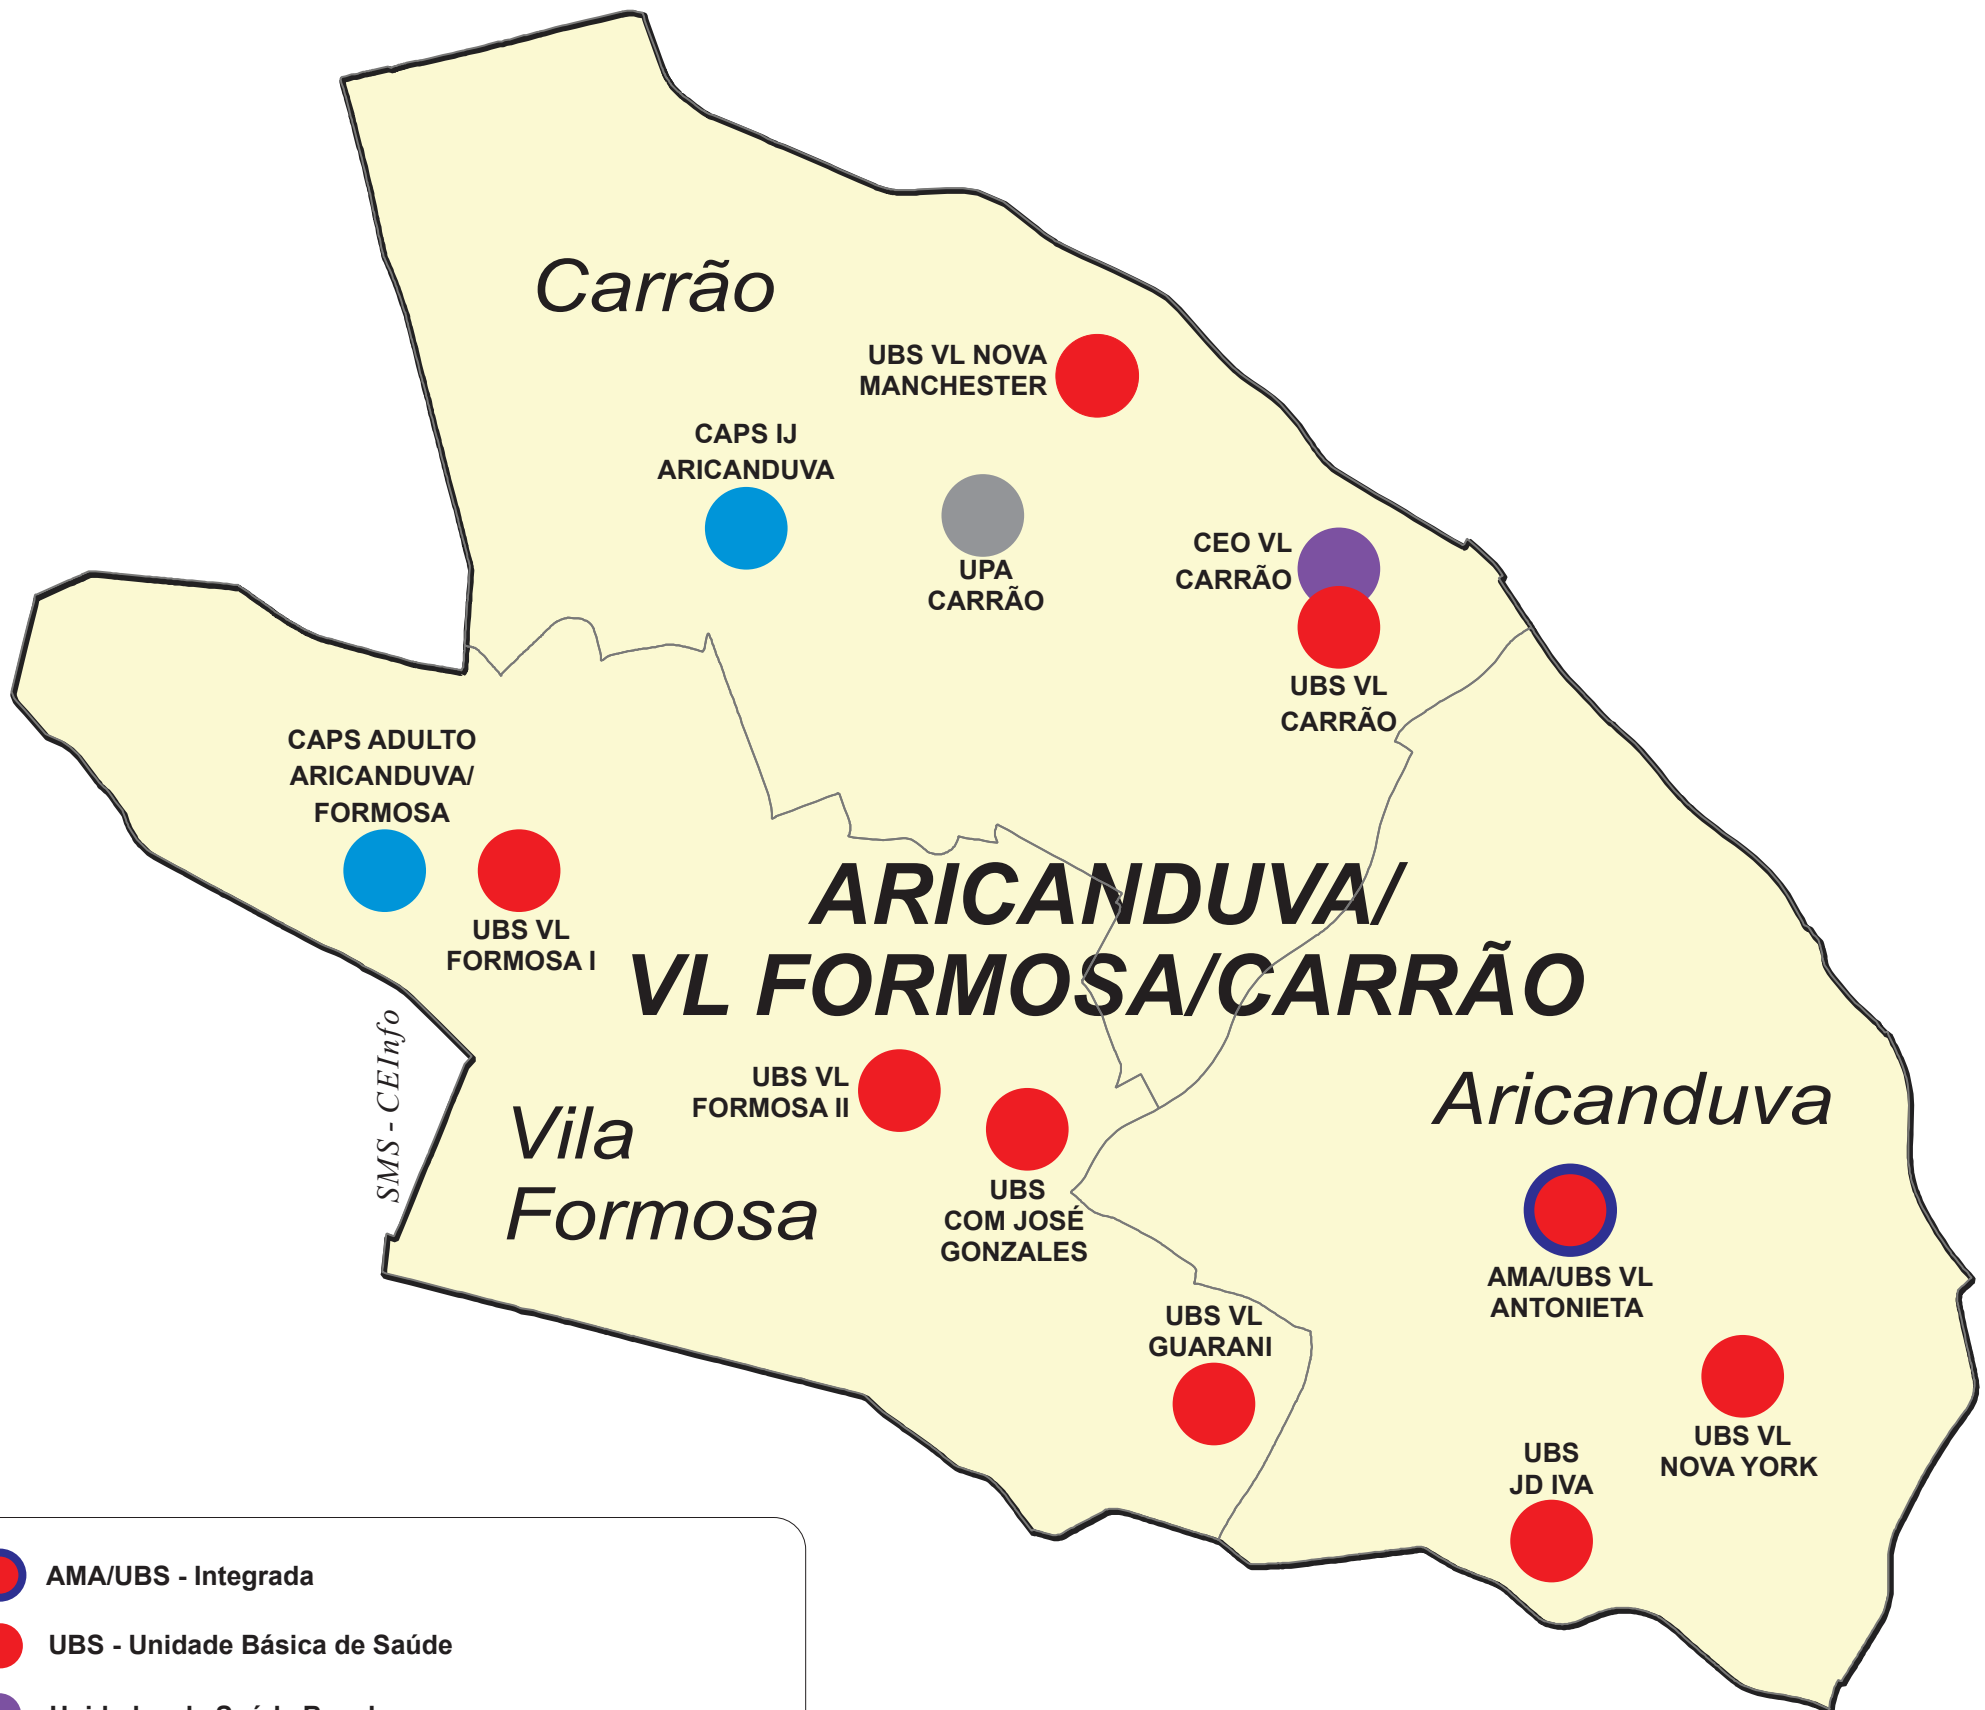 Carrão
UBS VL NOVA
MANCHESTER
CAPS IJ
ARICANDUVA
UPA
CARRÃO
CEO VL
CARRÃO
UBS VL
CARRÃO
CAPS ADULTO
ARICANDUVA/
FORMOSA
UBS VL
FORMOSA I
ARICANDUVA/
VL FORMOSA/CARRÃO
SMS - CEInfo
UBS VL
FORMOSA II
Vila
Formosa
UBS
COM JOSÉ
GONZALES
Aricanduva
AMA/UBS VL
ANTONIETA
UBS VL
GUARANI
UBS VL
NOVA YORK
UBS
JD IVA
AMA/UBS - Integrada
UBS - Unidade Básica de Saúde